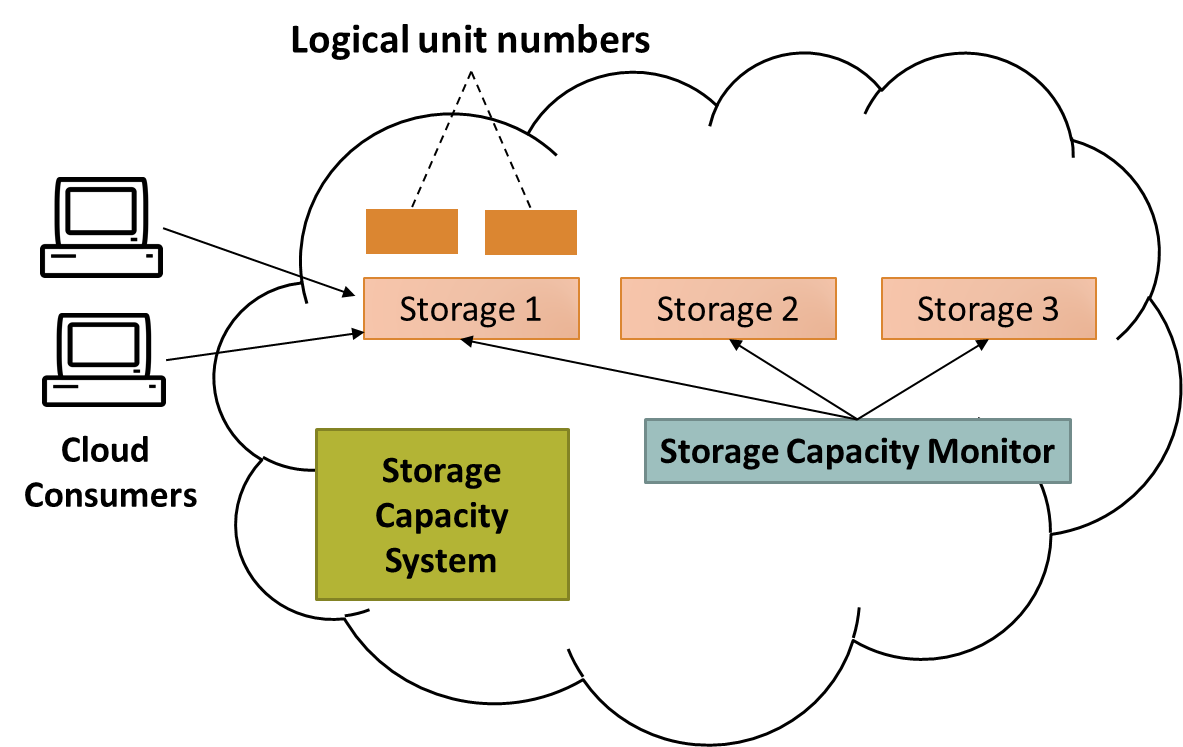 Logical unit numbers
Storage 1
Storage 2
Storage 3
Cloud
Consumers
Storage
Capacity
System
Storage Capacity Monitor